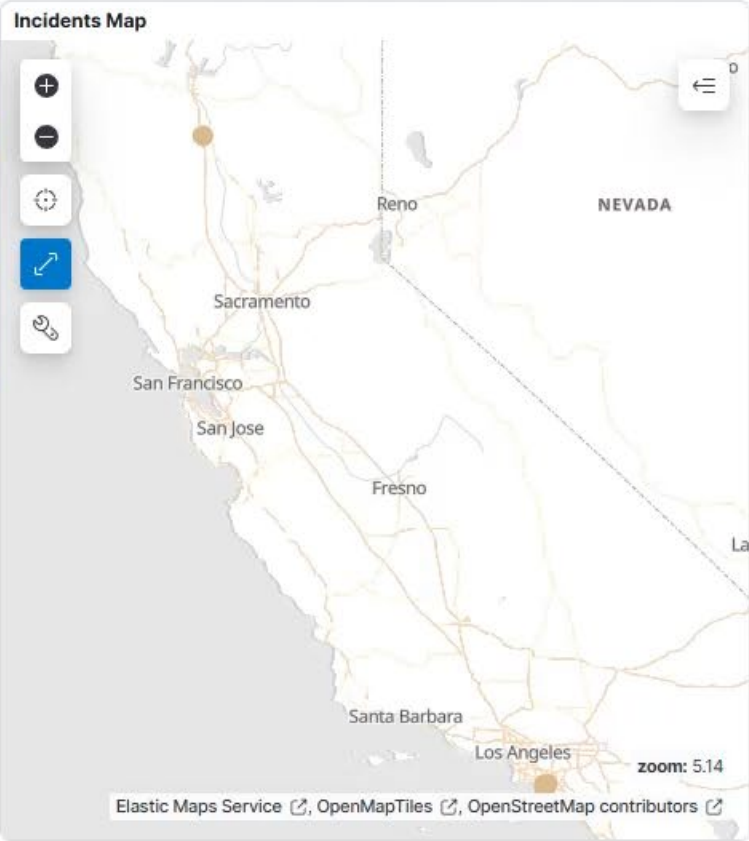 Incidents Map
Reno
NEVADA
Sacramento
San Francisco
San Jose
Fresno
La
Santa Barbara
Los Angeles
zoom: 5.14
Elastic Maps Service, OpenMapTiles, OpenStreetMap contributors